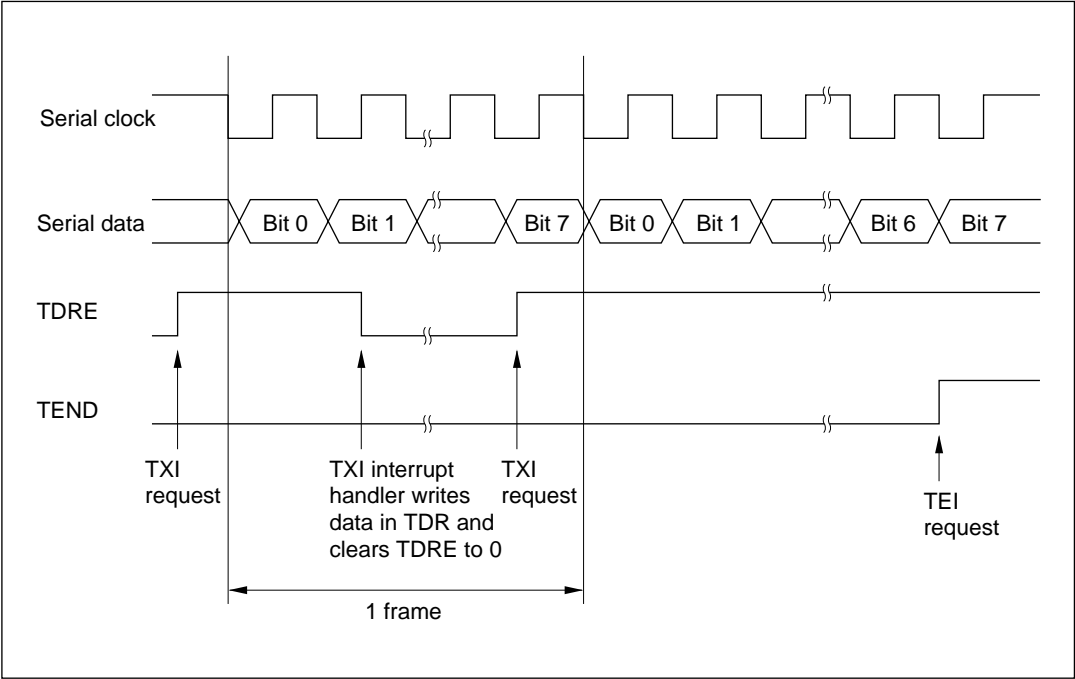 Serial clock
Serial data
Bit 0
Bit 1
Bit 7
Bit 0
Bit 1
Bit 6
Bit 7
TDRE
TEND
TXI
request
TXI interrupt
handler writes
data in TDR and
clears TDRE to 0
TXI
request
TEI
request
1 frame